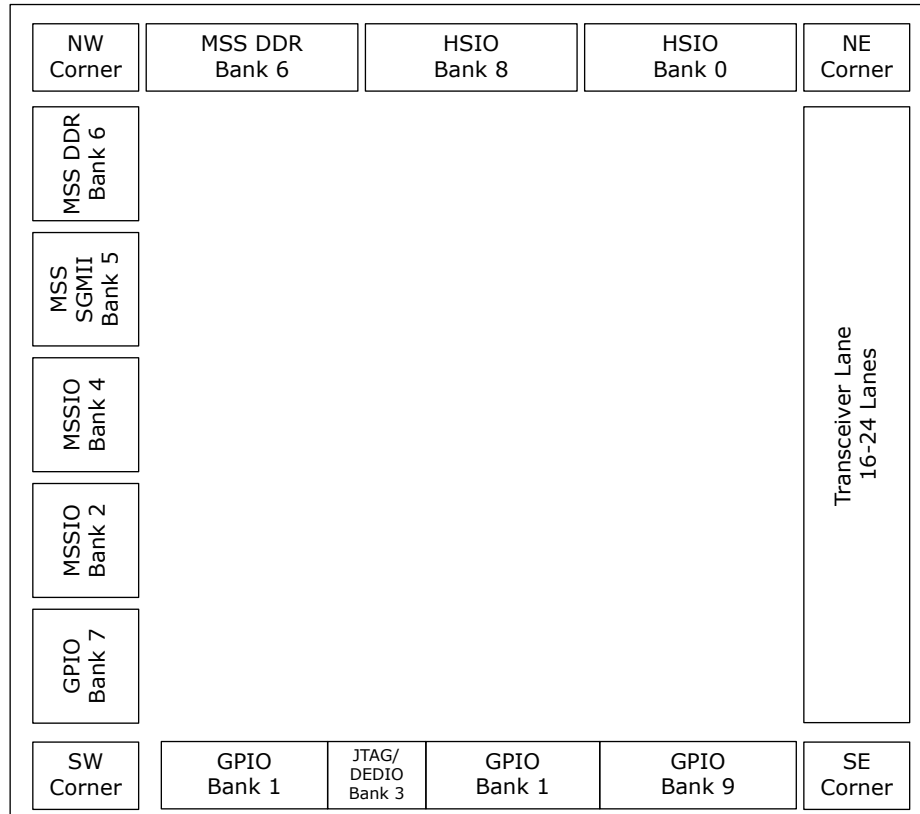 NW
Corner
MSS DDR
Bank 6
HSIO
Bank 8
HSIO
Bank 0
NE
Corner
MSS DDR
Bank 6
MSS
SGMII
Bank 5
MSSIO
Bank 4
MSSIO
Bank 2
GPIO
Bank 7
Transceiver Lane
16-24 Lanes
SW
Corner
GPIO
Bank 1
JTAG/
DEDIO
Bank 3
GPIO
Bank 1
GPIO
Bank 9
SE
Corner